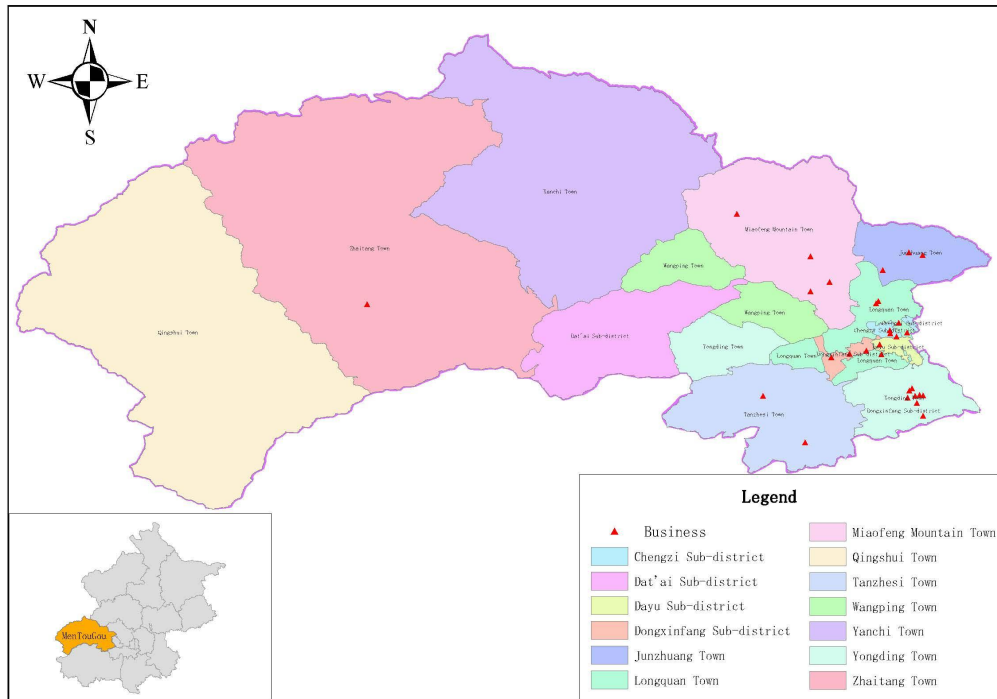 N
W E
S
Yanchi Town
Miaofeng Mountain Town
Zhaitang Town
Junzhuang Town
Wangping Town
Longquan Town
Wangping Town
Qingshui Town
Dat'ai Sub-district
Yongding Town
Longquan Town
Longquan Town
Tanzhesi Town
Dongxinfang Sub-district
Legend
Business
Chengzi Sub-district
Dat'ai Sub-district
Dayu Sub-district
Dongxinfang Sub-district
Junzhuang Town
Longquan Town
Miaofeng Mountain Town
Qingshui Town
Tanzhesi Town
Wangping Town
Yanchi Town
Yongding Town
Zhaitang Town
MenTouGou